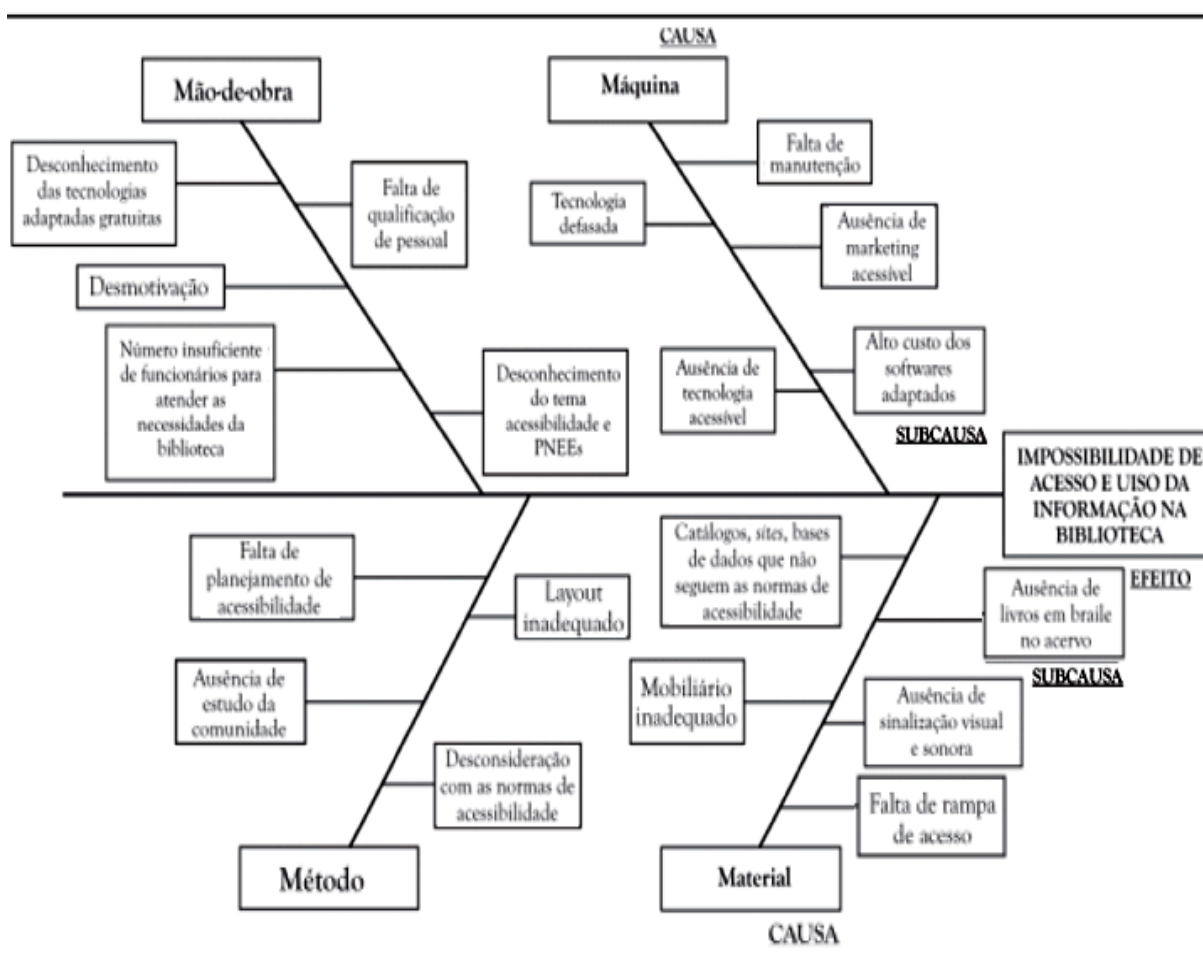 CAUSA
Mão-de-obra
Máquina
Desconhecimento
das tecnologias
adaptadas gratuitas
Falta de
qualificação
de pessoal
Desmotivação
Número insuficiente
de funcionários para
atender as
necessidades da
biblioteca
Desconhecimento
do tema
acessibilidade e
PNEEs
Falta de
manutenção
Tecnologia
defasada
Ausência de
marketing
acessível
Ausência de
tecnologia
acessível
Alto custo dos
softwares
adaptados
SUBCAUSA
IMPOSSIBILIDADE DE
ACESSO E UISO DA
INFORMAÇÃO NA
BIBLIOTECA
EFEITO
Falta de
planejamento de
acessibilidade
Layout
inadequado
Ausência de
estudo da
comunidade
Desconsideração
com as normas de
acessibilidade
Método
Catálogos, sites, bases
de dados que não
seguem as normas de
acessibilidade
Ausência de
livros em braile
no acervo
SUBCAUSA
Mobiliário
inadequado
Ausência de
sinalização visual
e sonora
Falta de rampa
de acesso
Material
CAUSA